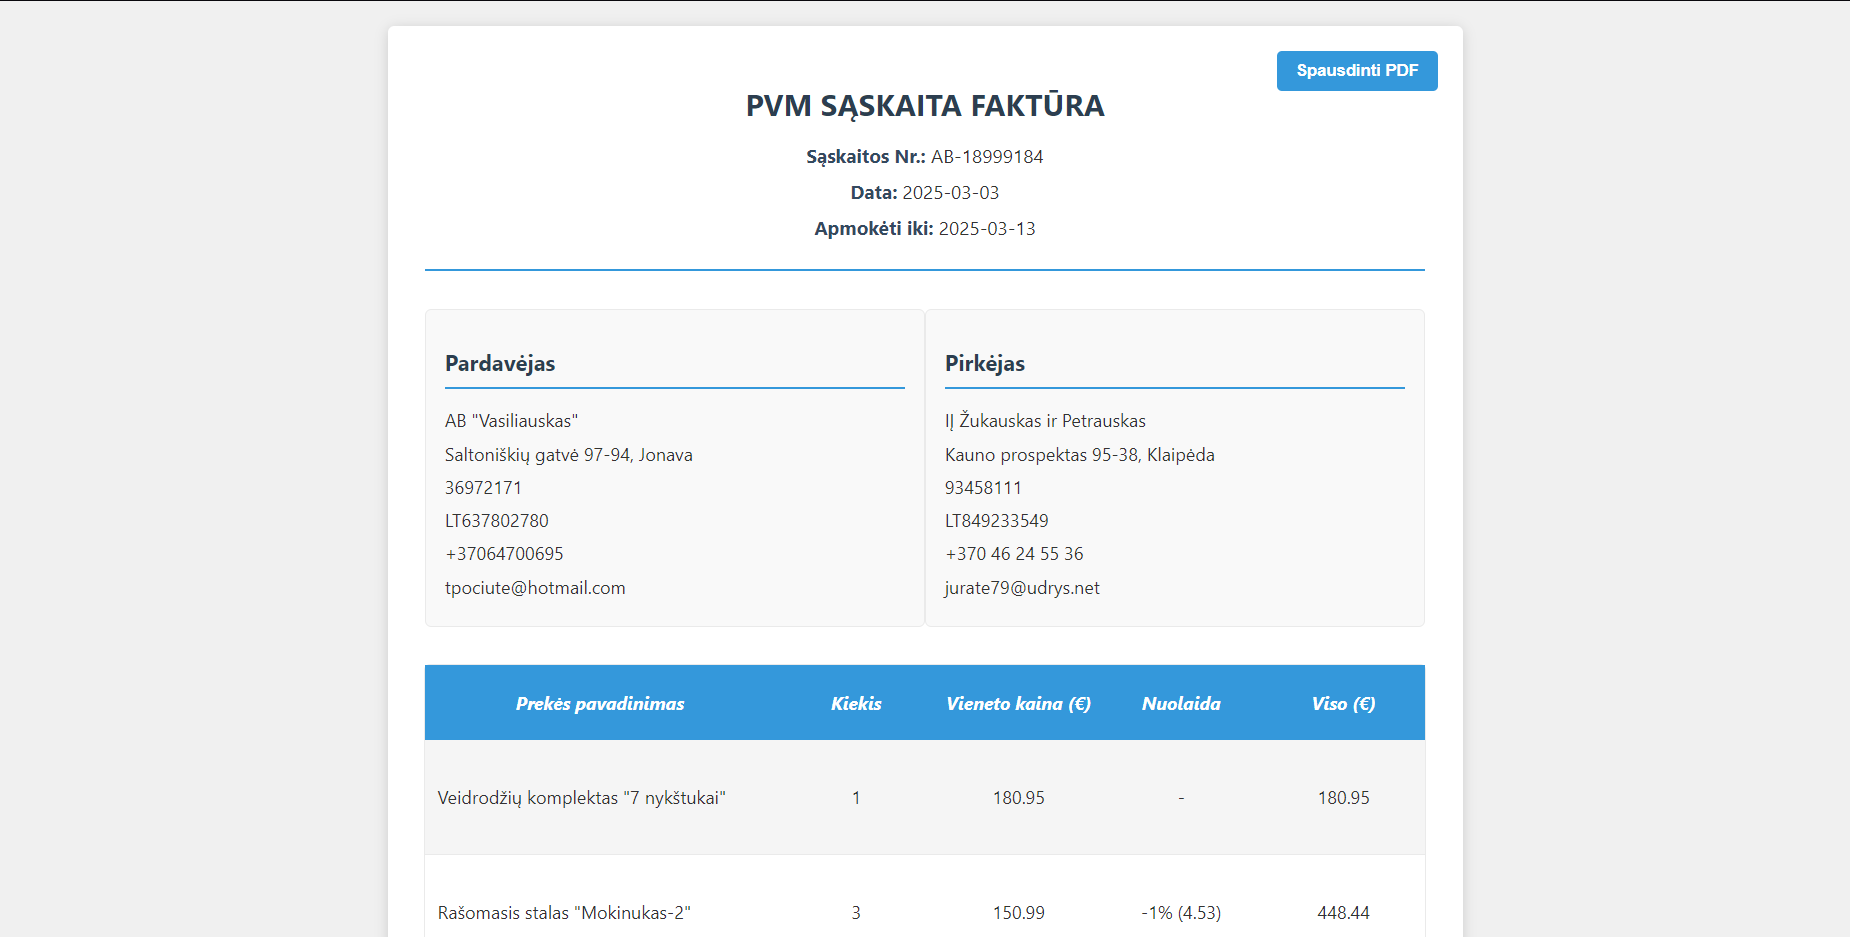 Spausdinti PDF
PVM SĄSKAITA FAKTŪRA
Sąskaitos Nr.: AB-18999184
Data: 2025-03-03
Apmokėti iki: 2025-03-13
Pardavėjas
AB "Vasiliauskas"
Saltoniškių gatvė 97-94, Jonava
36972171
LT637802780
+37064700695
tpociute@hotmail.com
Pirkėjas
IĮ Žukauskas ir Petrauskas
Kauno prospektas 95-38, Klaipėda
93458111
LT849233549
+370 46 24 55 36
jurate79@udrys.net
Prekės pavadinimas Kiekis Vieneto kaina (€) Nuolaida Viso (€)
Veidrodžių komplektas "7 nykštukai" 1 180.95 - 180.95
Rašomasis stalas "Mokinukas-2" 3 150.99 -1% (4.53) 448.44